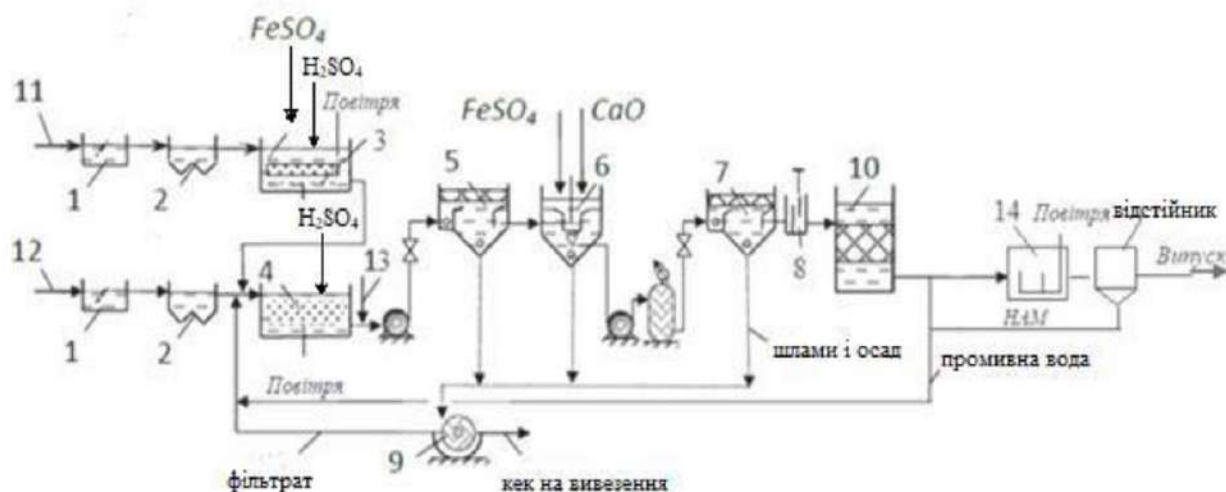 FeSO₄
H₂SO₄
Повітря
11
3
1
2
FeSO₄ CaO
5
6
7
10
H₂SO₄
14
Повітря
відстійник
Випуск
12
4
13
8
1
2
НАМ
шлами і осад
промивна вода
Повітря
9
фільтрат
кек на вивезення